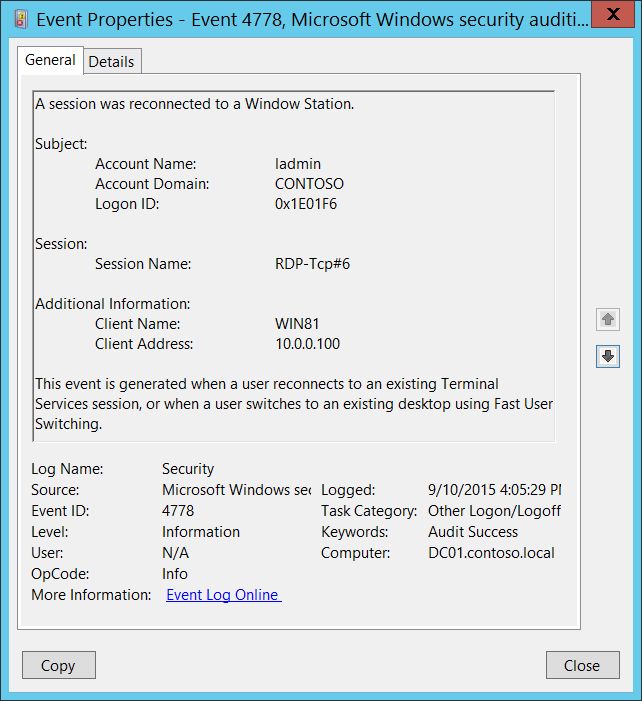 Event Properties - Event 4778, Microsoft Windows security auditi...
General
Details
A session was reconnected to a Window Station.
Subject:
Account Name: ladmin
Account Domain: CONTOSO
Logon ID: 0x1E01F6
Session:
Session Name: RDP-Tcp#6
Additional Information:
Client Name: WIN81
Client Address: 10.0.0.100
This event is generated when a user reconnects to an existing Terminal
Services session, or when a user switches to an existing desktop using Fast User
Switching.
Log Name: Security
Source: Microsoft Windows sec Logged: 9/10/2015 4:05:29 PM
Event ID: 4778 Task Category: Other Logon/Logoff
Level: Information Keywords: Audit Success
User: N/A Computer: DC01.contoso.local
OpCode: Info
More Information: Event Log Online
Copy
Close